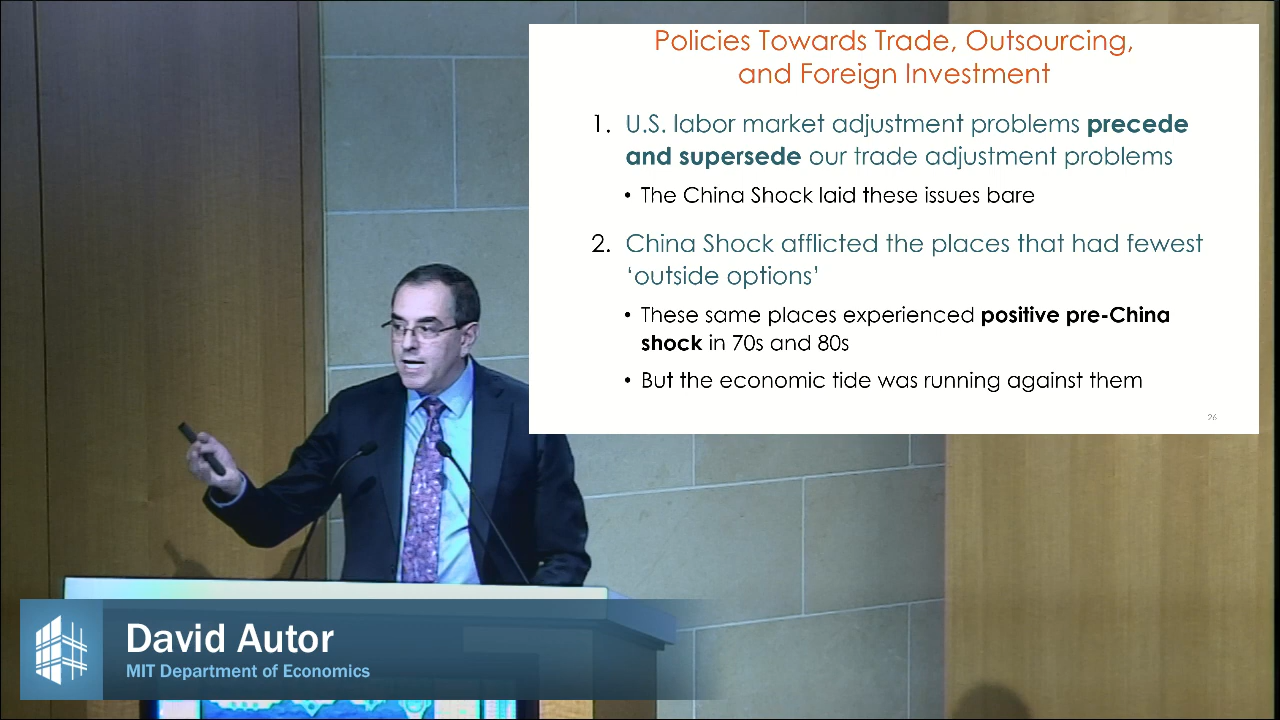 Policies Towards Trade, Outsourcing,
and Foreign Investment
1. U.S. labor market adjustment problems precede
and supersede our trade adjustment problems
• The China Shock laid these issues bare
2. China Shock afflicted the places that had fewest
‘outside options’
• These same places experienced positive pre-China
shock in 70s and 80s
• But the economic tide was running against them
26
David Autor
MIT Department of Economics